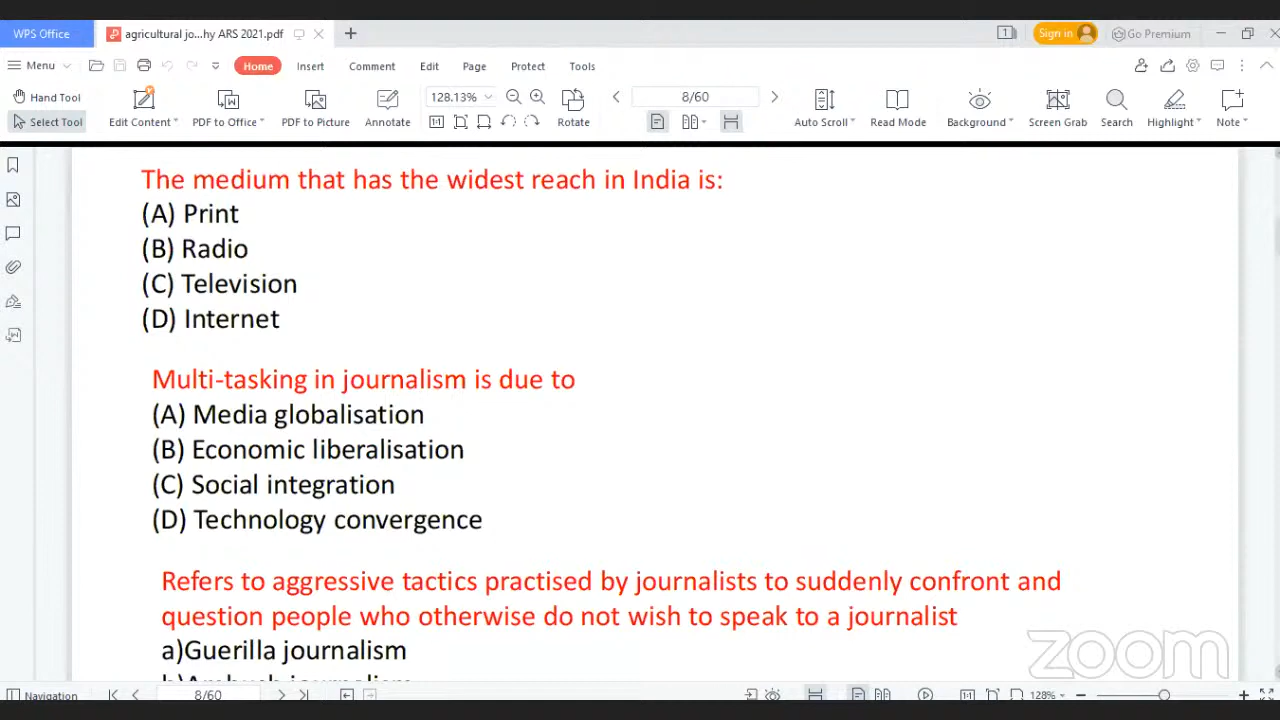 WPS Office
agricultural jo...hy ARS 2021.pdf
1
Sign in
Go Premium
Menu
Home
Insert
Comment
Edit
Page
Protect
Tools
Hand Tool
Select Tool
Edit Content
PDF to Office
PDF to Picture
Annotate
128.13%
Rotate
8/60
Auto Scroll
Read Mode
Background
Screen Grab
Search
Highlight
Note
The medium that has the widest reach in India is:
(A) Print
(B) Radio
(C) Television
(D) Internet
Multi-tasking in journalism is due to
(A) Media globalisation
(B) Economic liberalisation
(C) Social integration
(D) Technology convergence
Refers to aggressive tactics practised by journalists to suddenly confront and
question people who otherwise do not wish to speak to a journalist
a)Guerilla journalism
b)Ambush journalism
zoom
Navigation
8/60
128%